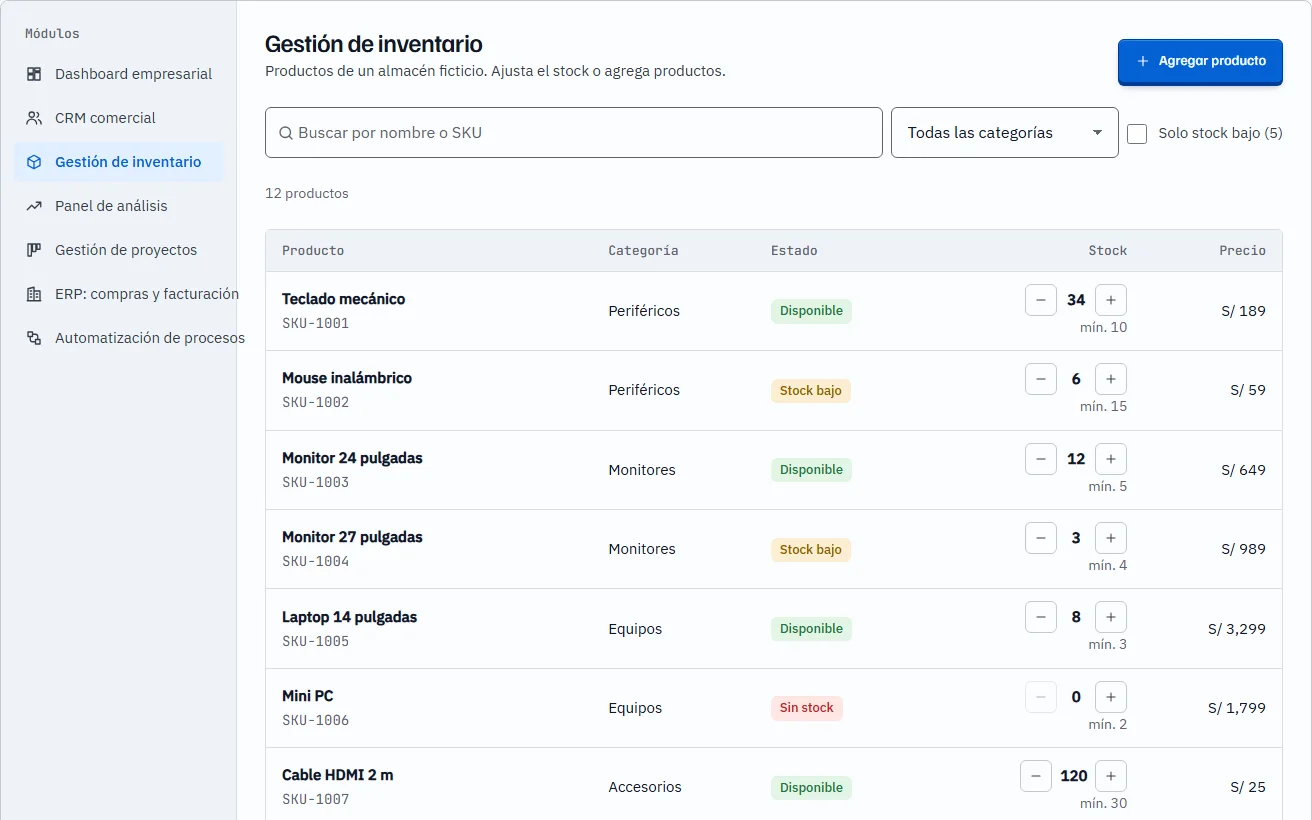 Módulos
Dashboard empresarial
CRM comercial
Gestión de inventario
Panel de análisis
Gestión de proyectos
ERP: compras y facturación
Automatización de procesos
Gestión de inventario
Productos de un almacén ficticio. Ajusta el stock o agrega productos.
Agregar producto
Buscar por nombre o SKU
Todas las categorías
Solo stock bajo (5)
12 productos
Producto Categoría Estado Stock Precio
Teclado mecánico
SKU-1001
Periféricos
Disponible
− 34 +
mín. 10
S/ 189
Mouse inalámbrico
SKU-1002
Periféricos
Stock bajo
− 6 +
mín. 15
S/ 59
Monitor 24 pulgadas
SKU-1003
Monitores
Disponible
− 12 +
mín. 5
S/ 649
Monitor 27 pulgadas
SKU-1004
Monitores
Stock bajo
− 3 +
mín. 4
S/ 989
Laptop 14 pulgadas
SKU-1005
Equipos
Disponible
− 8 +
mín. 3
S/ 3,299
Mini PC
SKU-1006
Equipos
Sin stock
− 0 +
mín. 2
S/ 1,799
Cable HDMI 2 m
SKU-1007
Accesorios
Disponible
− 120 +
mín. 30
S/ 25